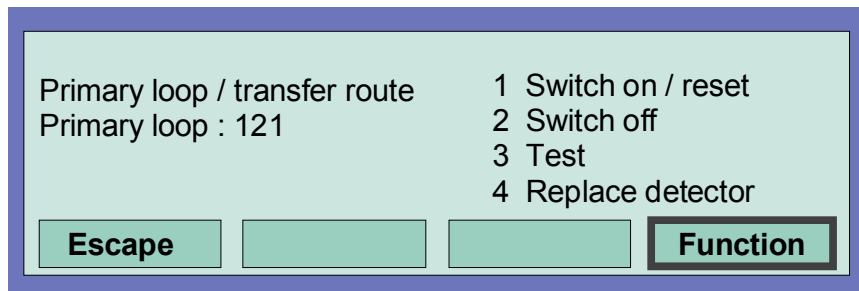 Primary loop / transfer route
Primary loop : 121
1 Switch on / reset
2 Switch off
3 Test
4 Replace detector
Escape
Function